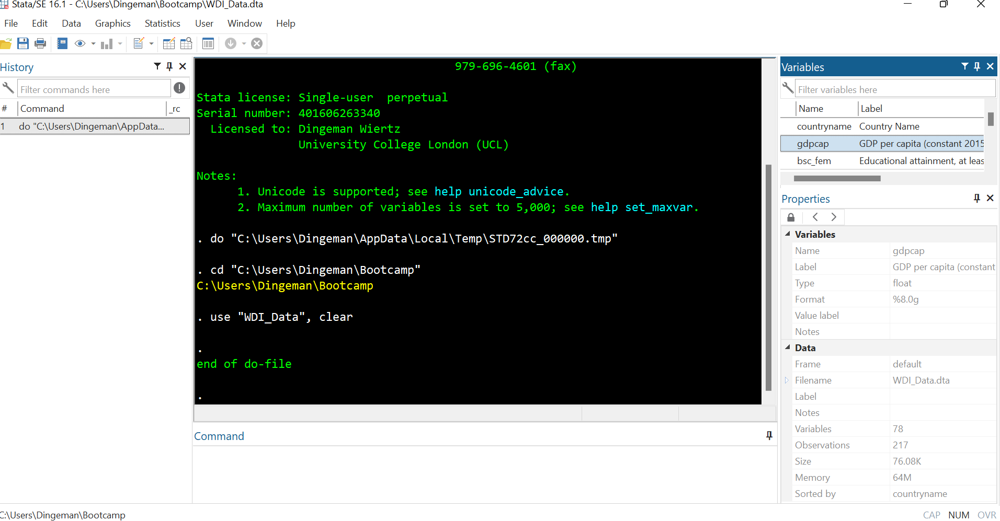 Stata/SE 16.1 - C:\Users\Dingeman\Bootcamp\WDI_Data.dta
File Edit Data Graphics Statistics User Window Help
History
Filter commands here
# Command _rc
1 do "C:\Users\Dingeman\AppData...
979-696-4601 (fax)
Stata license: Single-user perpetual
Serial number: 401606263340
Licensed to: Dingeman Wiertz
University College London (UCL)
Notes:
1. Unicode is supported; see help unicode_advice.
2. Maximum number of variables is set to 5,000; see help set_maxvar.
. do "C:\Users\Dingeman\AppData\Local\Temp\STD72cc_000000.tmp"
. cd "C:\Users\Dingeman\Bootcamp"
C:\Users\Dingeman\Bootcamp
. use "WDI_Data", clear
.
end of do-file
.
Command
Variables
Filter variables here
Name Label
countryname Country Name
gdpcap GDP per capita (constant 2015
bsc_fem Educational attainment, at leas
Properties
Variables
Name gdpcap
Label GDP per capita (constant
Type float
Format %8.0g
Value label
Notes
Data
Frame default
Filename WDI_Data.dta
Label
Notes
Variables 78
Observations 217
Size 76.08K
Memory 64M
Sorted by countryname
C:\Users\Dingeman\Bootcamp
CAP NUM OVR